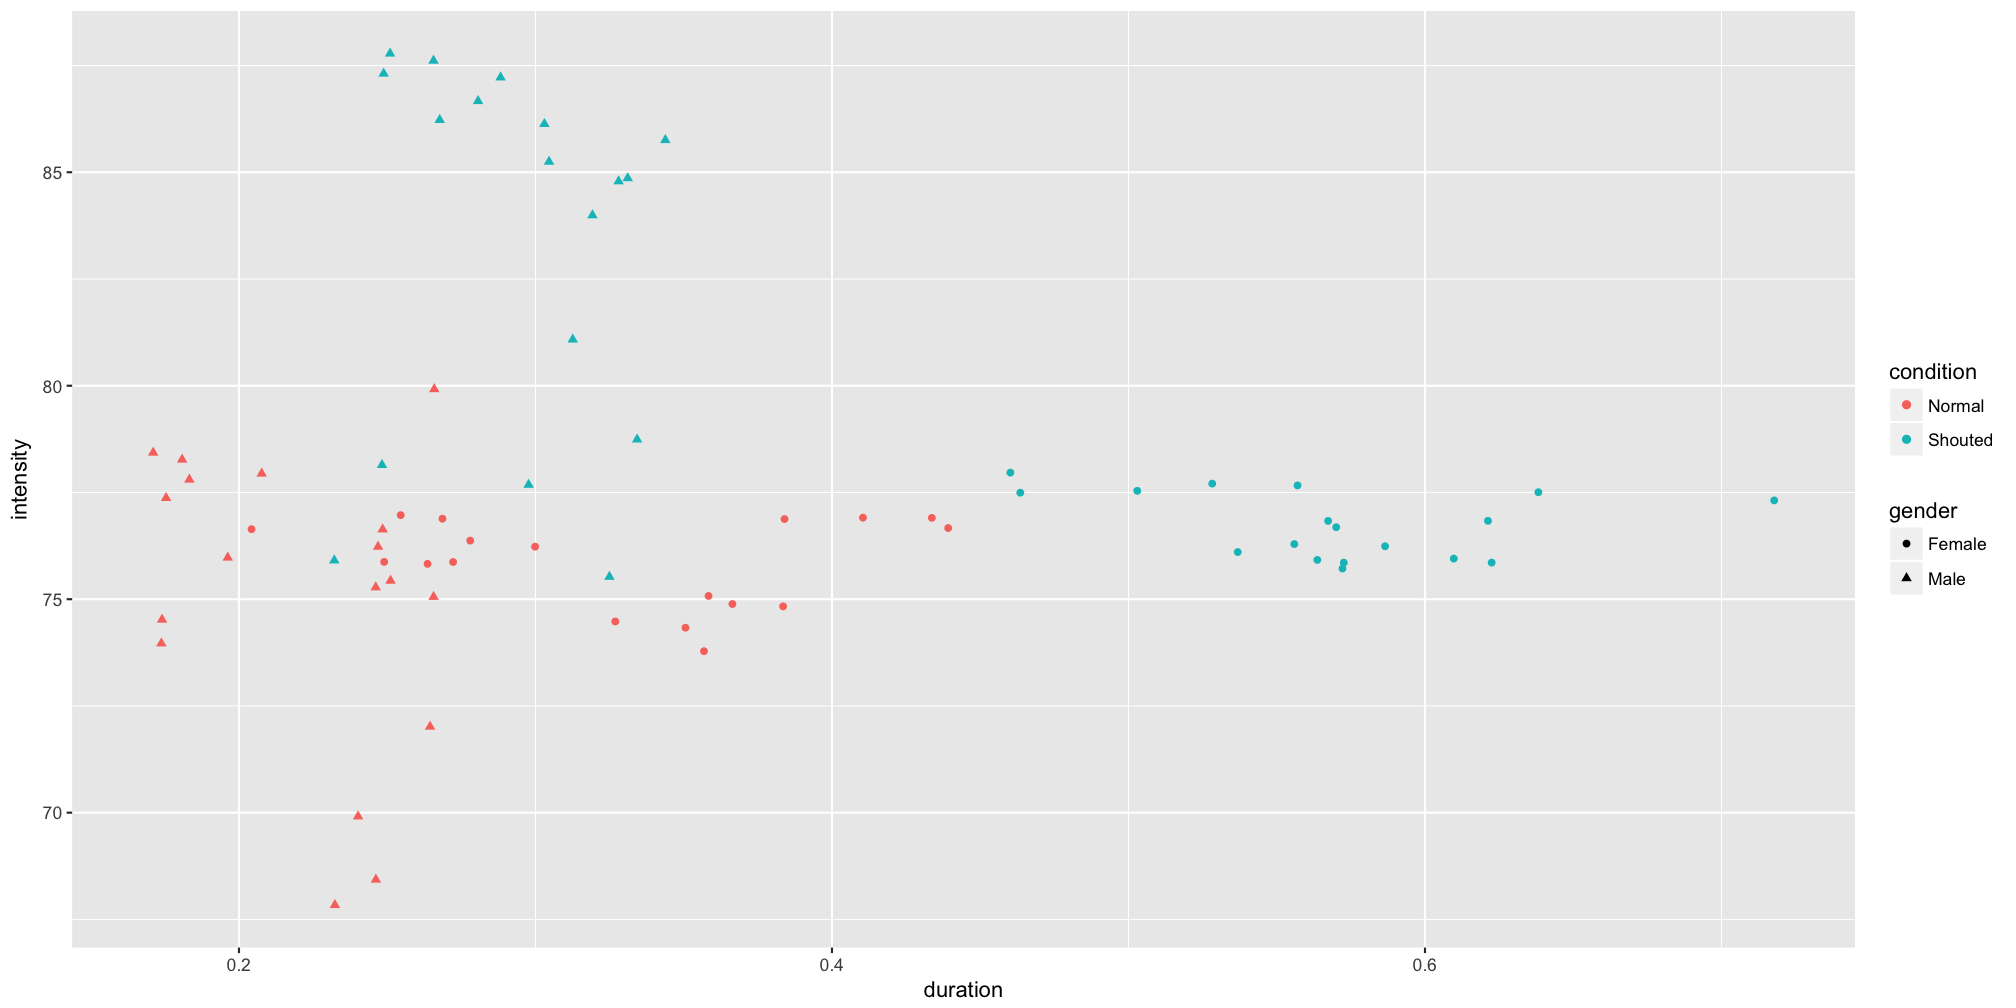 85
80
75
70
0.2
0.4
0.6
duration
intensity
condition
Normal
Shouted
gender
Female
Male